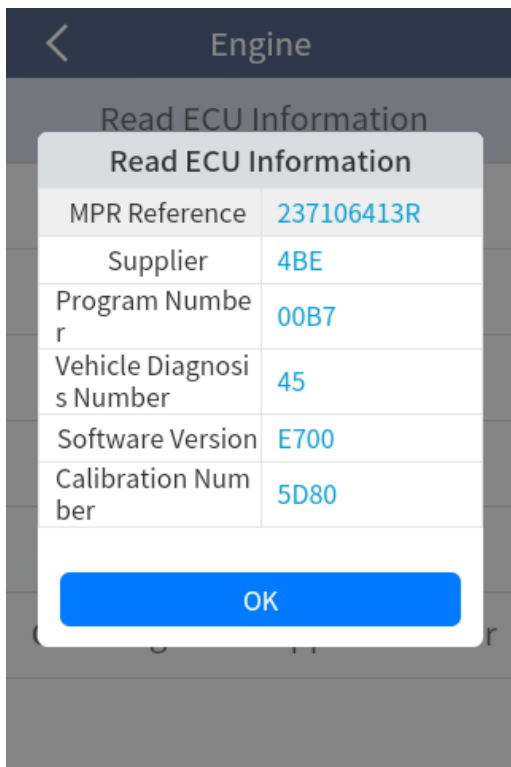 Engine
Read ECU Information
Read ECU Information
MPR Reference 237106413R
Supplier 4BE
Program Numbe
r 00B7
Vehicle Diagnosi
s Number 45
Software Version E700
Calibration Num
ber 5D80
OK